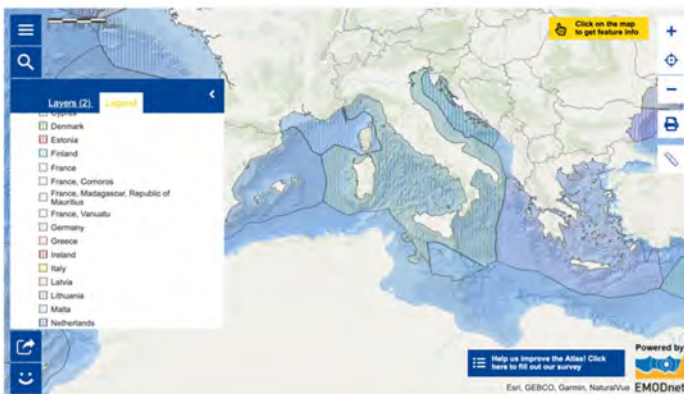 Click on the map
to get feature info
Layers (2) Legend
Cyprus
Denmark
Estonia
Finland
France
France, Comoros
France, Madagascar, Republic of
Mauritius
France, Vanuatu
Germany
Greece
Ireland
Italy
Latvia
Lithuania
Malta
Netherlands
Help us improve the Atlas! Click
here to fill out our survey
Powered by
EMODnet
Esri, GEBCO, Garmin, NaturalVue